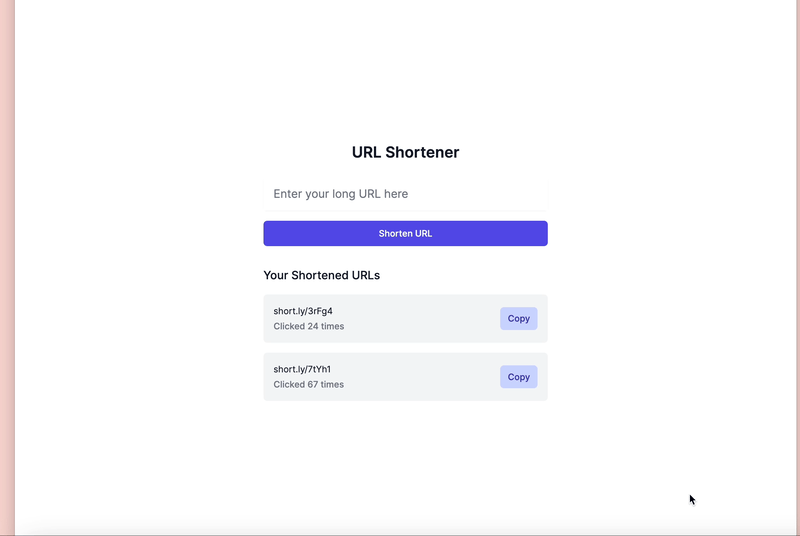 URL Shortener
Enter your long URL here
Shorten URL
Your Shortened URLs
short.ly/3rFg4
Clicked 24 times
Copy
short.ly/7tYh1
Clicked 67 times
Copy